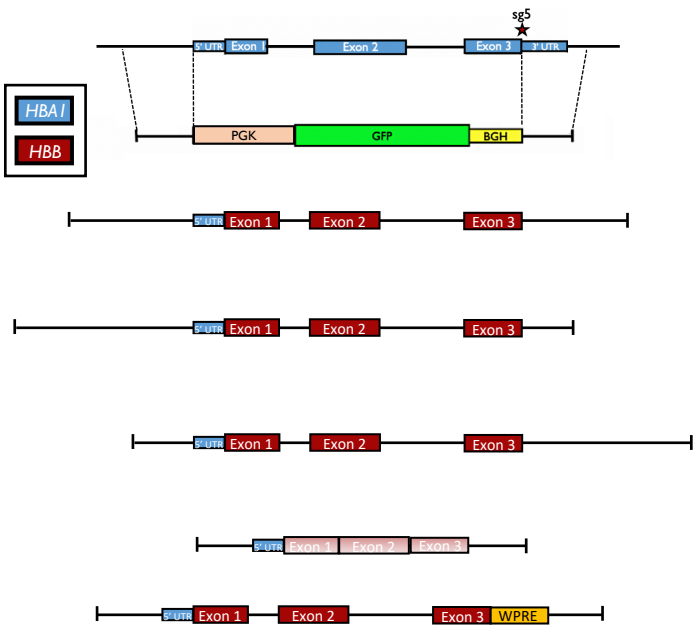 sg5
5' UTR Exon 1 Exon 2 Exon 3 3' UTR
HBA1
HBB
PGK GFP BGH
5' UTR Exon 1 Exon 2 Exon 3
5' UTR Exon 1 Exon 2 Exon 3
5' UTR Exon 1 Exon 2 Exon 3
5' UTR Exon 1 Exon 2 Exon 3
5' UTR Exon 1 Exon 2 Exon 3 WPRE